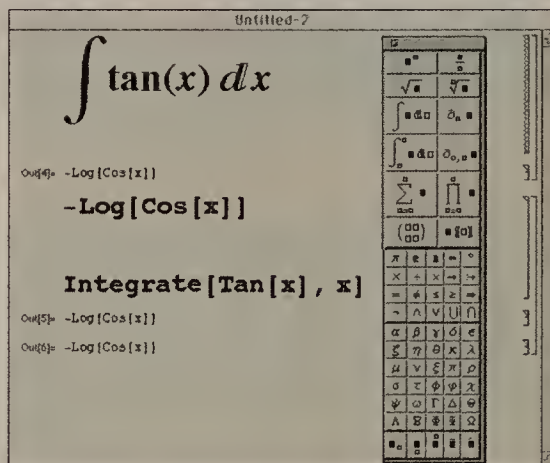 Untitled-2
∫ tan(x) ⅆx
Out[4]= -Log[Cos[x]]
-Log[Cos[x]]
Integrate[Tan[x], x]
Out[5]= -Log[Cos[x]]
Out[6]= -Log[Cos[x]]
π ⅇ ⅈ ∞ °
× ÷ × → :→
= ≠ ≤ ≥ ⇒
¬ ∧ ∨ ⋃ ⋂
α β γ δ ϵ
ζ η θ κ λ
μ ν ξ π ρ
σ τ ϕ φ χ
ψ ω Γ Δ Θ
Λ Ξ Φ Ω